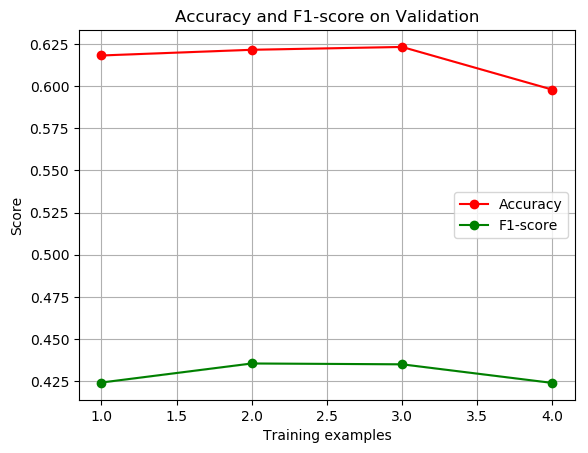 Accuracy and F1-score on Validation
0.625
0.600
0.575
0.550
0.525
0.500
0.475
0.450
0.425
Score
Accuracy
F1-score
1.0 1.5 2.0 2.5 3.0 3.5 4.0
Training examples